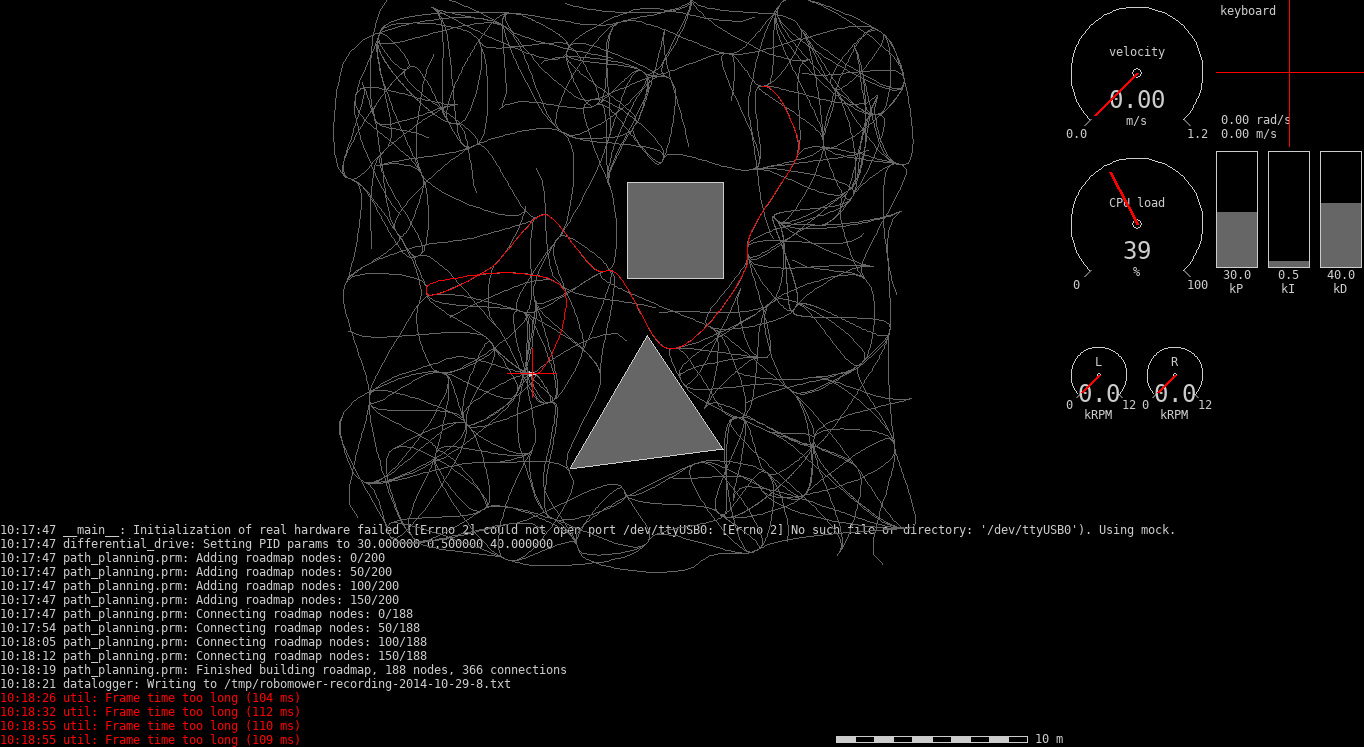 keyboard
velocity
0.00
m/s
0.0
1.2
0.00 rad/s
0.00 m/s
CPU load
39
%
0
100
30.0
0.5
40.0
kP
kI
kD
L
R
0.0
0.0
0
12
0
12
kRPM
kRPM
10:17:47 __main__: Initialization of real hardware failed ([Errno 2] could not open port /dev/ttyUSB0: [Errno 2] No such file or directory: '/dev/ttyUSB0'). Using mock.
10:17:47 differential_drive: Setting PID params to 30.000000 0.500000 40.000000
10:17:47 path_planning.prm: Adding roadmap nodes: 0/200
10:17:47 path_planning.prm: Adding roadmap nodes: 50/200
10:17:47 path_planning.prm: Adding roadmap nodes: 100/200
10:17:47 path_planning.prm: Adding roadmap nodes: 150/200
10:17:47 path_planning.prm: Connecting roadmap nodes: 0/188
10:17:54 path_planning.prm: Connecting roadmap nodes: 50/188
10:18:05 path_planning.prm: Connecting roadmap nodes: 100/188
10:18:12 path_planning.prm: Connecting roadmap nodes: 150/188
10:18:19 path_planning.prm: Finished building roadmap, 188 nodes, 366 connections
10:18:21 datalogger: Writing to /tmp/robomower-recording-2014-10-29-8.txt
10:18:26 util: Frame time too long (104 ms)
10:18:32 util: Frame time too long (112 ms)
10:18:55 util: Frame time too long (110 ms)
10:18:55 util: Frame time too long (109 ms)
10 m